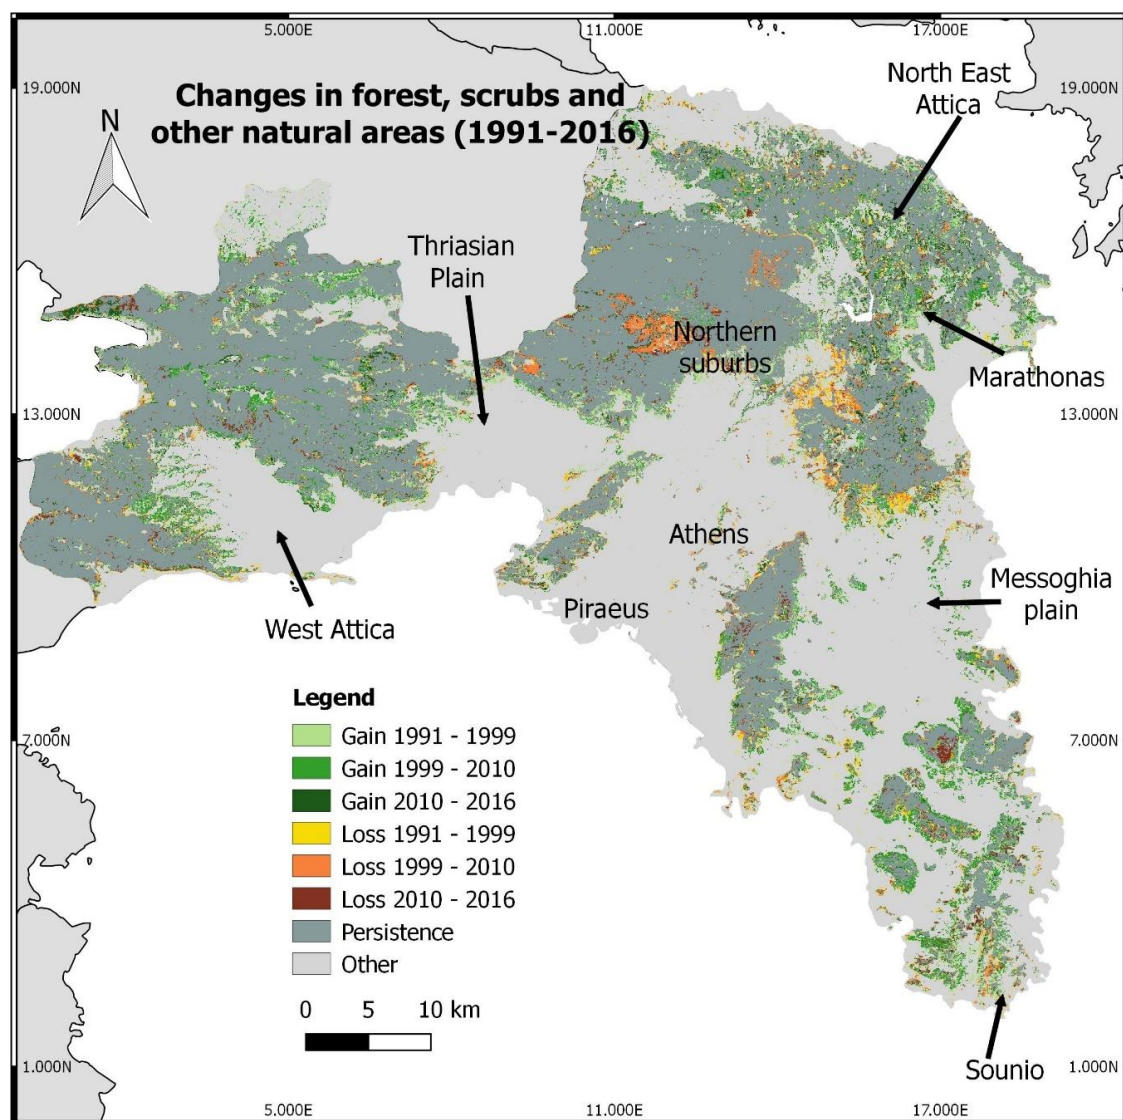 5.000E
11.000E
17.000E
19.000N
19.000N
Changes in forest, scrubs and
other natural areas (1991-2016)
N
North East
Attica
Thriasian
Plain
Northern
suburbs
Marathonas
13.000N
13.000N
Athens
Messoghia
plain
Piraeus
West Attica
Legend
Gain 1991 - 1999
Gain 1999 - 2010
Gain 2010 - 2016
Loss 1991 - 1999
Loss 1999 - 2010
Loss 2010 - 2016
Persistence
Other
7.000N
7.000N
0 5 10 km
Sounio
1.000N
1.000N
5.000E
11.000E
17.000E